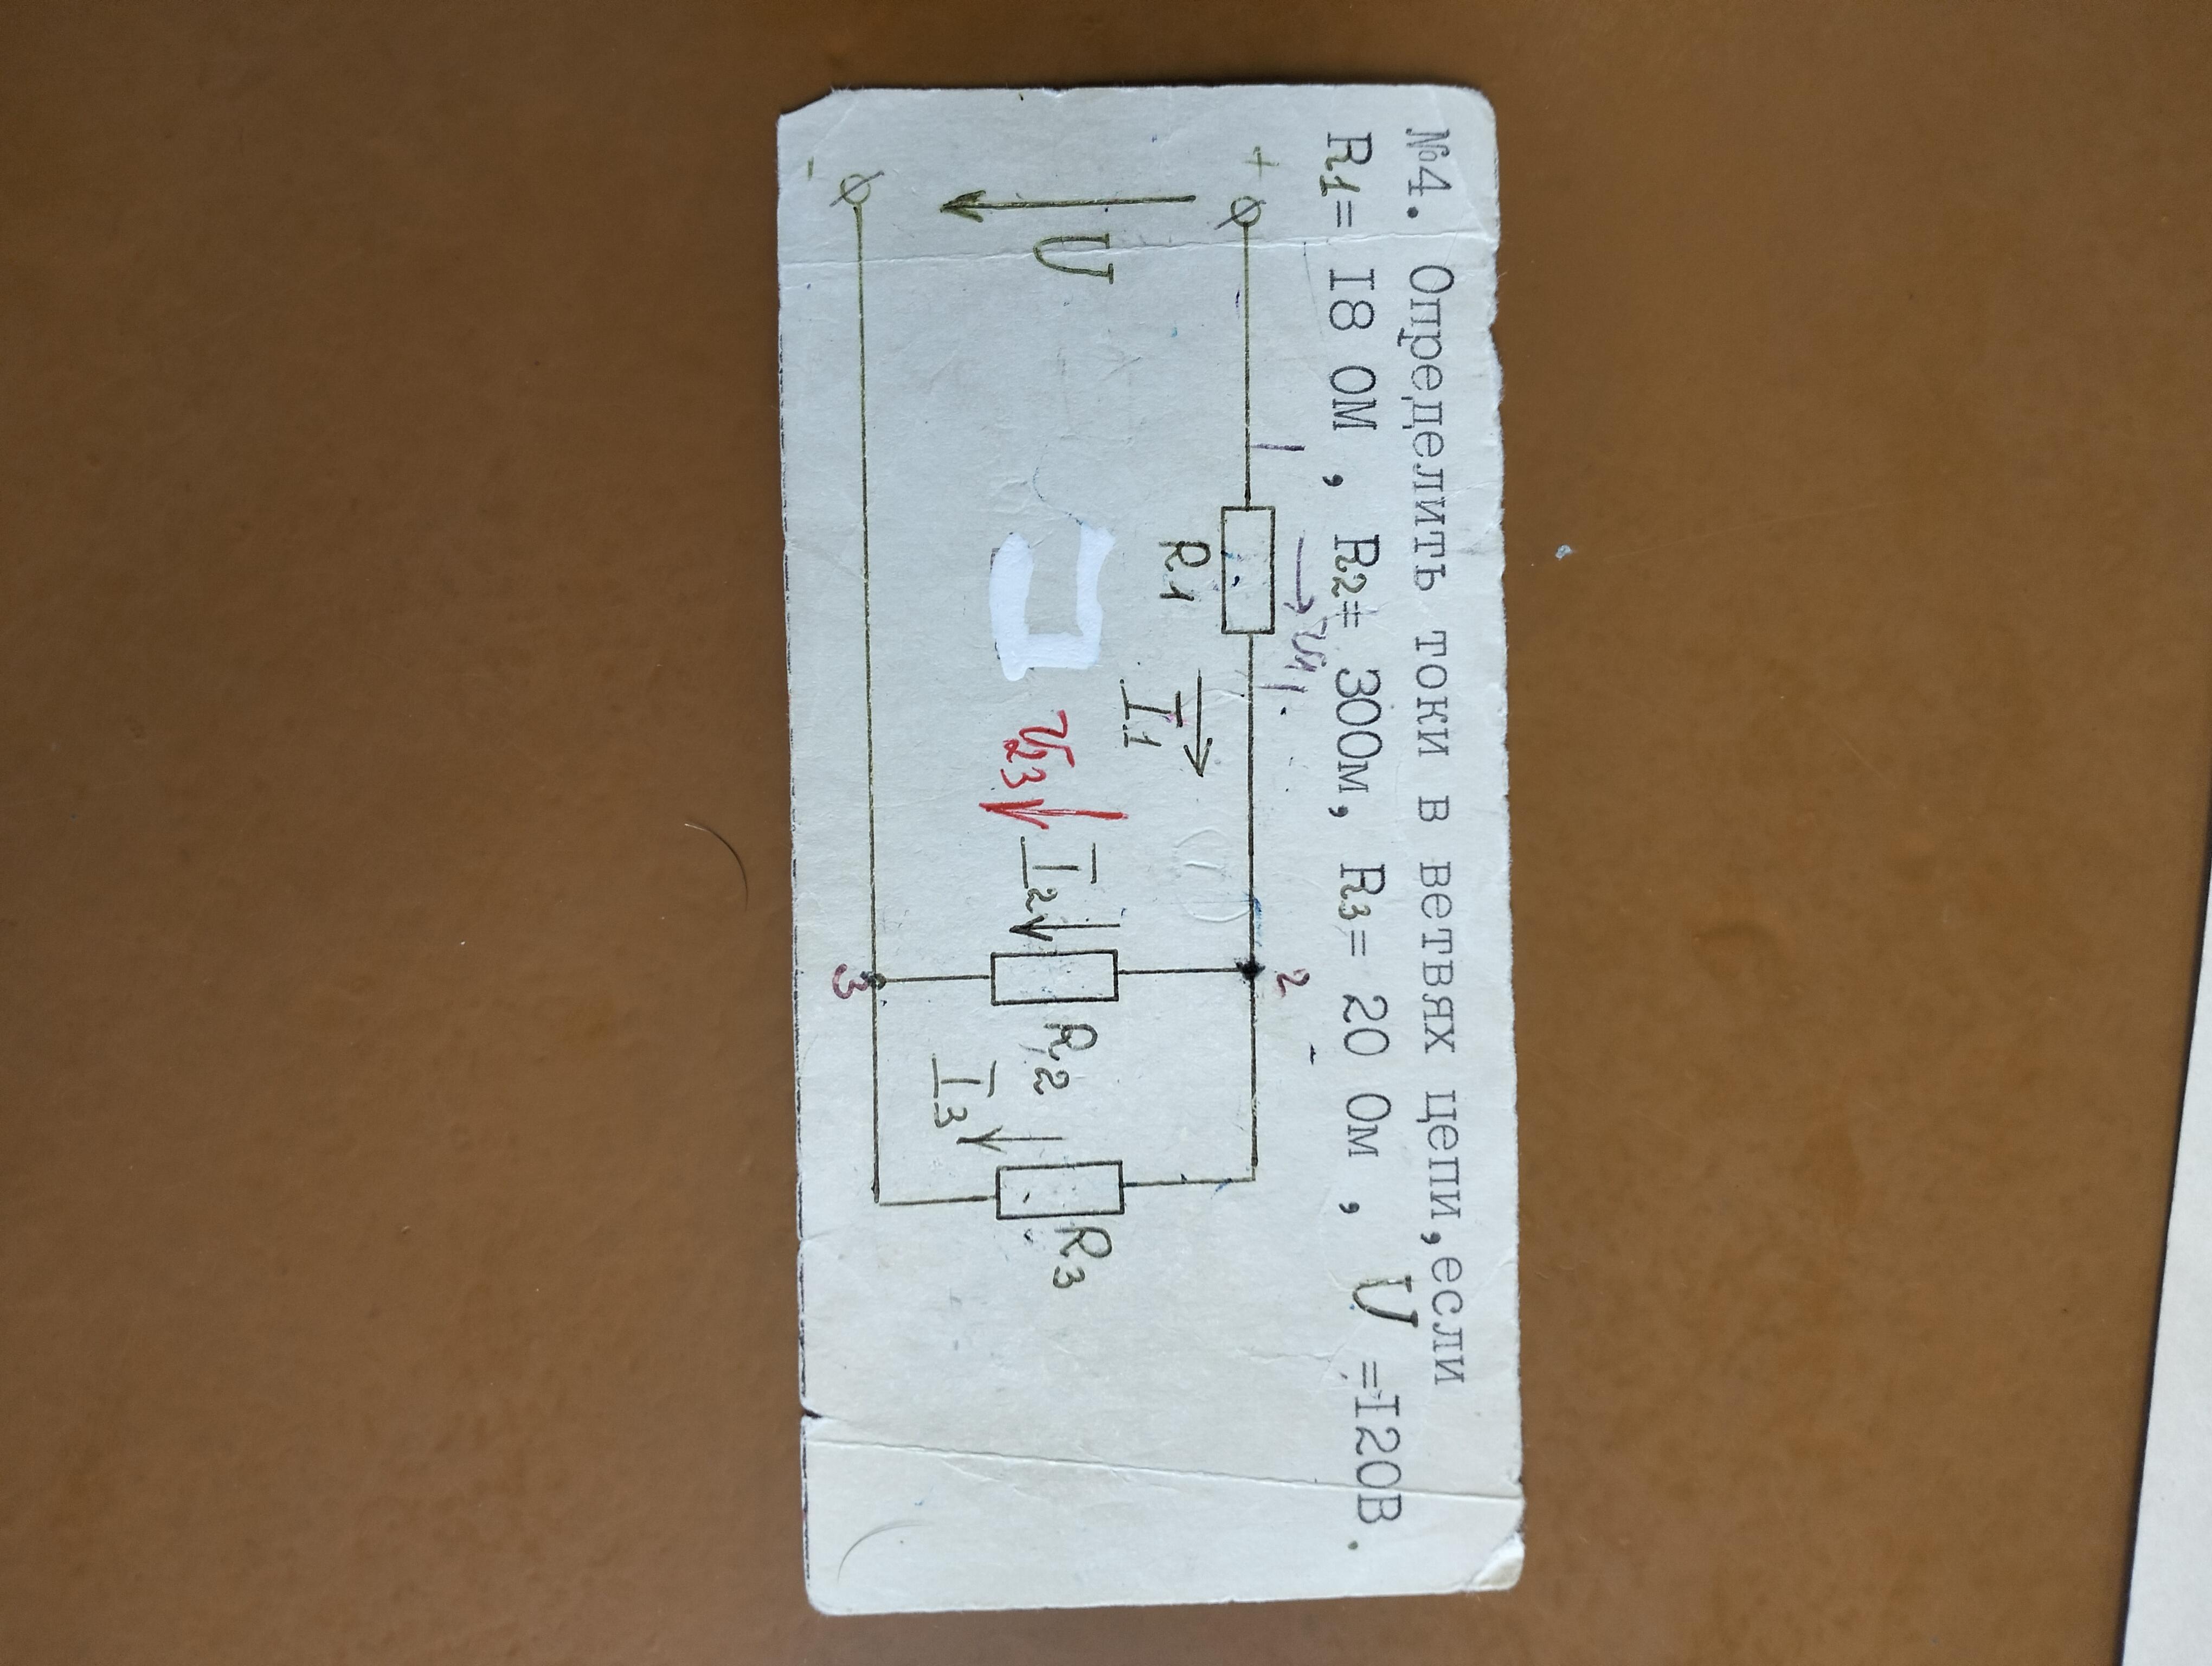 №4. Определить токи в ветвях цепи,если
R1= I8 ОМ , R2= 30Ом, R3= 20 Ом , U =I20В.
+
1
U1
2
R1
I1
U
U23
I2
R2
I3
R3
-
3